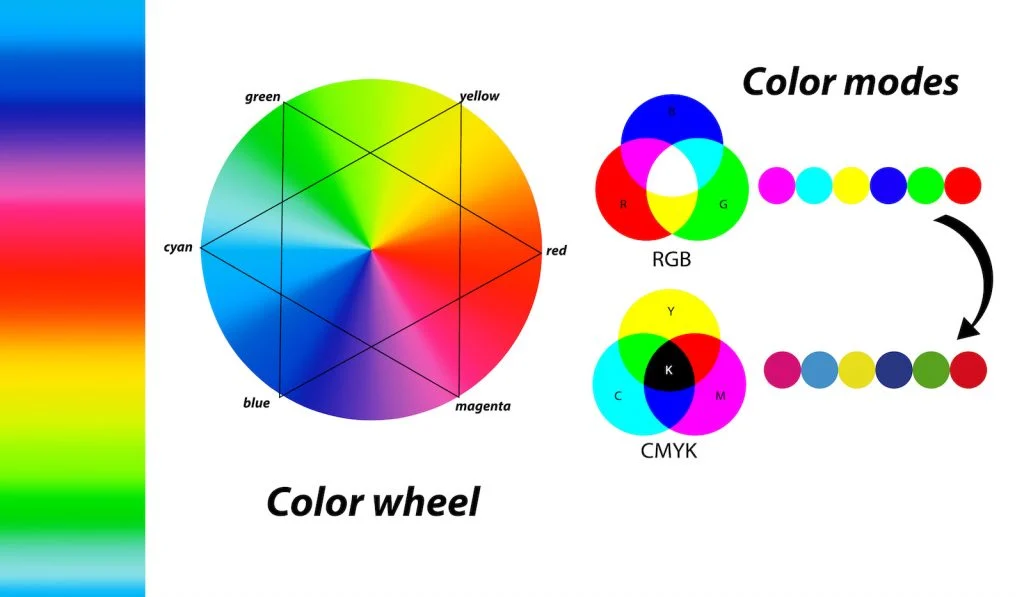 Color modes
green
yellow
cyan
red
blue
magenta
Color wheel
B
R
G
RGB
Y
K
C
M
CMYK